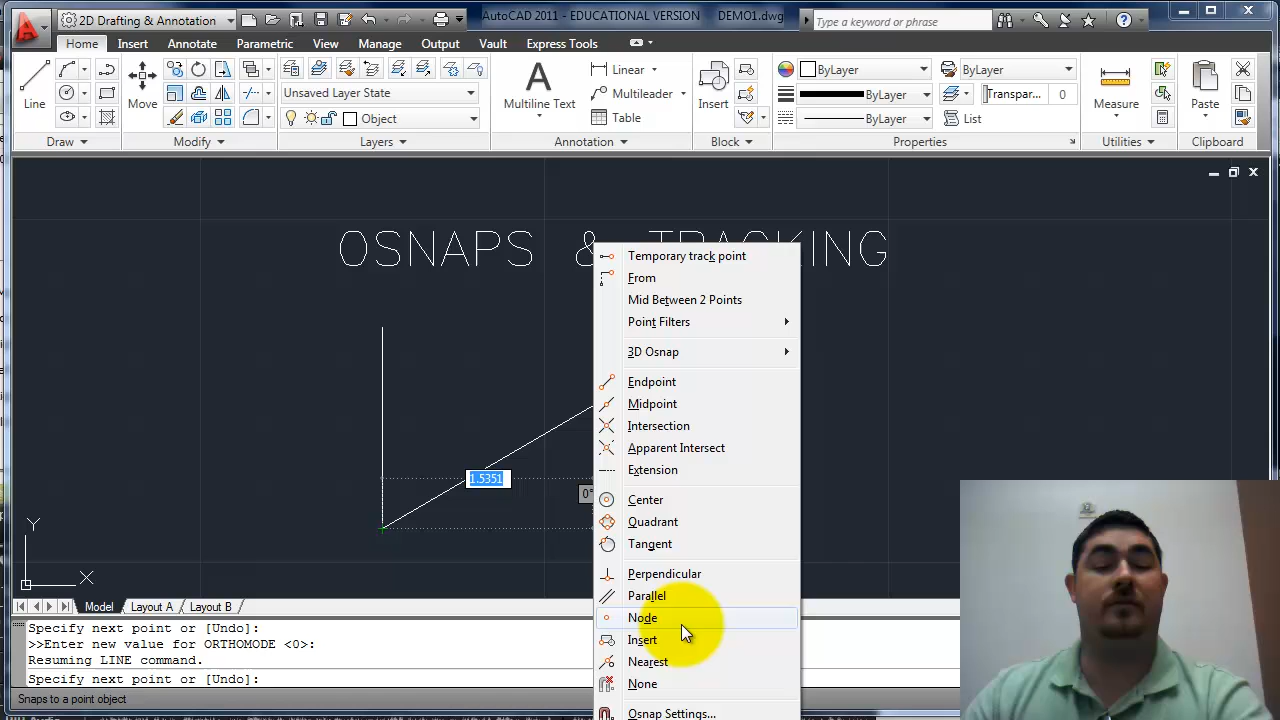 2D Drafting & Annotation
AutoCAD 2011 - EDUCATIONAL VERSION DEMO1.dwg
Type a keyword or phrase
Home Insert Annotate Parametric View Manage Output Vault Express Tools
Line
Move
Unsaved Layer State
Object
Multiline Text
Linear
Multileader
Table
Insert
ByLayer
ByLayer
ByLayer
ByLayer
Transpar... 0
List
Measure
Paste
Draw Modify Layers Annotation Block Properties Utilities Clipboard
OSNAPS & TRACKING
Temporary track point
From
Mid Between 2 Points
Point Filters
3D Osnap
Endpoint
Midpoint
Intersection
Apparent Intersect
Extension
Center
Quadrant
Tangent
Perpendicular
Parallel
Node
Insert
Nearest
None
Osnap Settings...
1.5351
0°
Y
X
Model Layout A Layout B
Specify next point or [Undo]:
>>Enter new value for ORTHOMODE <0>:
Resuming LINE command.
Specify next point or [Undo]:
Snaps to a point object